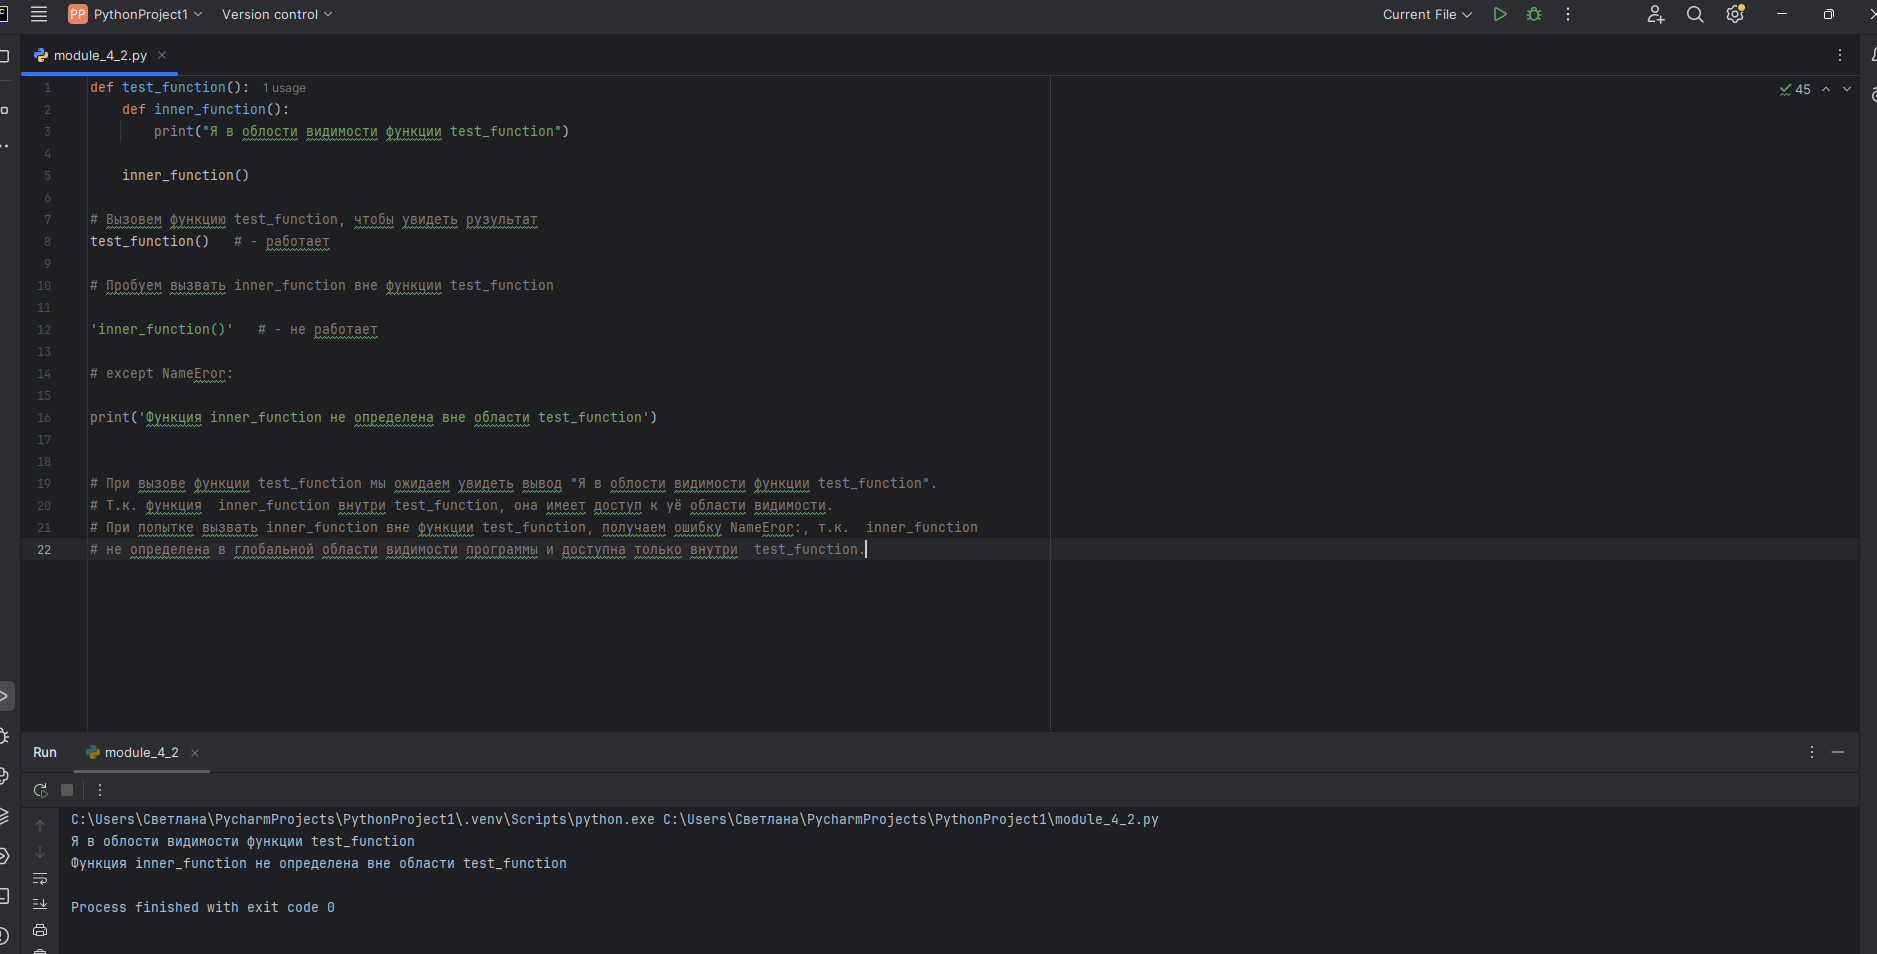 PP PythonProject1 Version control Current File
module_4_2.py
45
1 def test_function(): 1 usage
2 def inner_function():
3 print("Я в облости видимости функции test_function")
4
5 inner_function()
6
7 # Вызовем функцию test_function, чтобы увидеть рузультат
8 test_function() # - работает
9
10 # Пробуем вызвать inner_function вне функции test_function
11
12 'inner_function()' # - не работает
13
14 # except NameEror:
15
16 print('Функция inner_function не определена вне области test_function')
17
18
19 # При вызове функции test_function мы ожидаем увидеть вывод "Я в облости видимости функции test_function".
20 # Т.к. функция inner_function внутри test_function, она имеет доступ к уё области видимости.
21 # При попытке вызвать inner_function вне функции test_function, получаем ошибку NameEror:, т.к. inner_function
22 # не определена в глобальной области видимости программы и доступна только внутри test_function.
Run module_4_2
C:\Users\Светлана\PycharmProjects\PythonProject1\.venv\Scripts\python.exe C:\Users\Светлана\PycharmProjects\PythonProject1\module_4_2.py
Я в облости видимости функции test_function
Функция inner_function не определена вне области test_function
Process finished with exit code 0